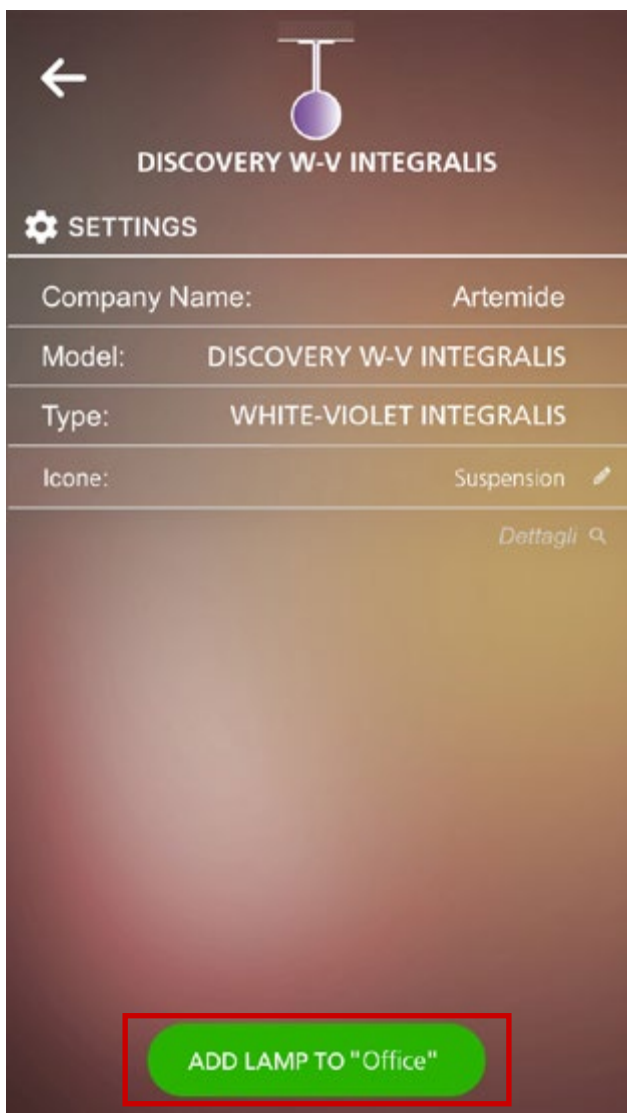 DISCOVERY W-V INTEGRALIS
SETTINGS
Company Name: Artemide
Model: DISCOVERY W-V INTEGRALIS
Type: WHITE-VIOLET INTEGRALIS
Icone: Suspension
Dettagli
ADD LAMP TO "Office"